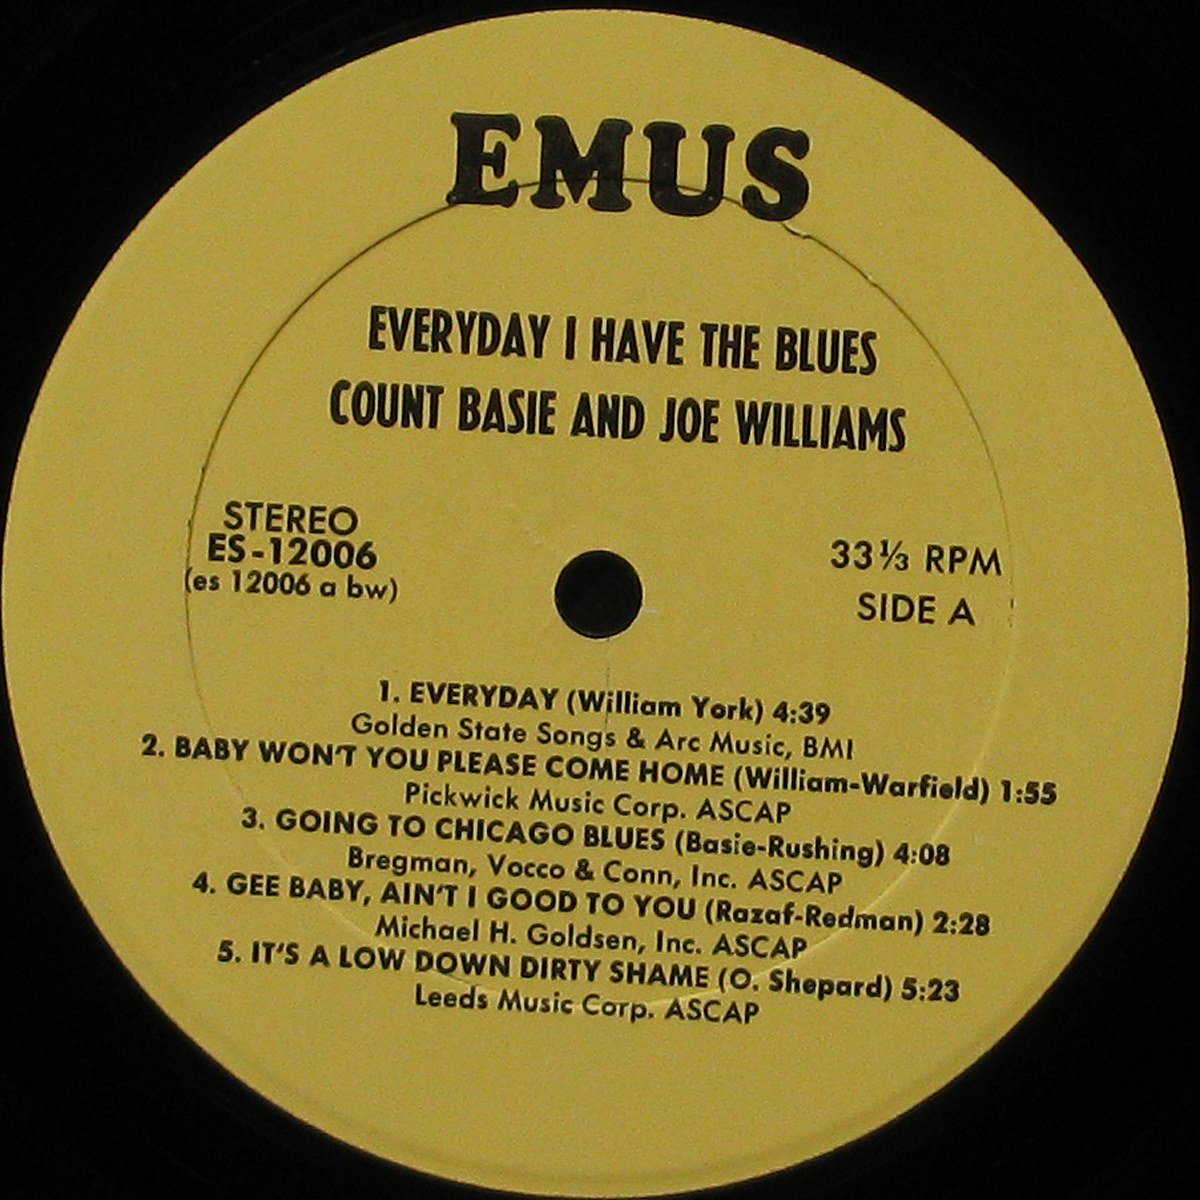 EMUS
EVERYDAY I HAVE THE BLUES
COUNT BASIE AND JOE WILLIAMS
STEREO
ES-12006
(es 12006 a bw)
33⅓ RPM
SIDE A
1. EVERYDAY (William York) 4:39
Golden State Songs & Arc Music, BMI
2. BABY WON'T YOU PLEASE COME HOME (William-Warfield) 1:55
Pickwick Music Corp. ASCAP
3. GOING TO CHICAGO BLUES (Basie-Rushing) 4:08
Bregman, Vocco & Conn, Inc. ASCAP
4. GEE BABY, AIN'T I GOOD TO YOU (Razaf-Redman) 2:28
Michael H. Goldsen, Inc. ASCAP
5. IT'S A LOW DOWN DIRTY SHAME (O. Shepard) 5:23
Leeds Music Corp. ASCAP